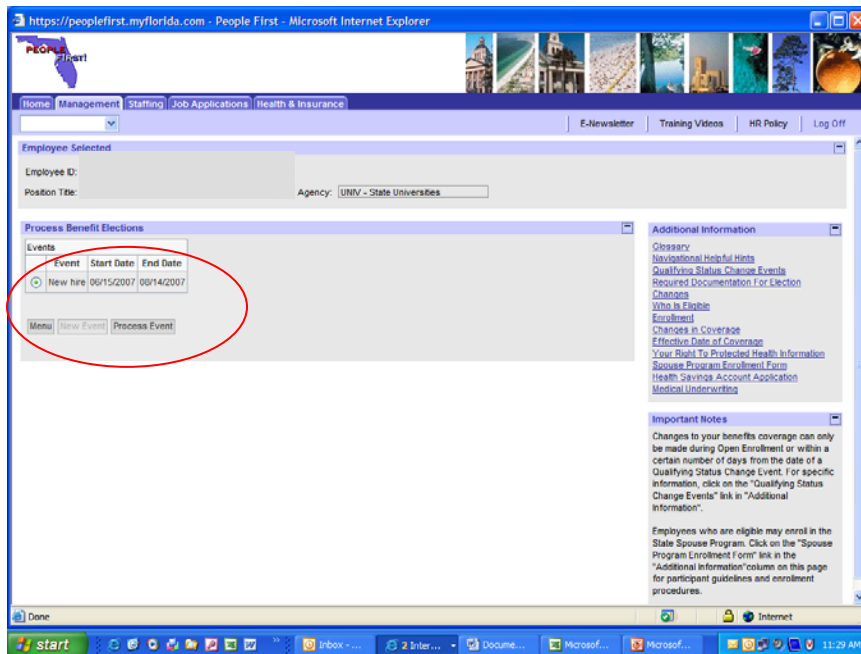 https://peoplefirst.myflorida.com - People First - Microsoft Internet Explorer
PEOPLE
FIRST!
Home Management Staffing Job Applications Health & Insurance
E-Newsletter Training Videos HR Policy Log Off
Employee Selected
Employee ID:
Position Title: Agency: UNIV - State Universities
Process Benefit Elections
Events
Event Start Date End Date
New hire 06/15/2007 08/14/2007
Menu New Event Process Event
Additional Information
Glossary
Navigational Helpful Hints
Qualifying Status Change Events
Required Documentation For Election
Changes
Who Is Eligible
Enrollment
Changes in Coverage
Effective Date of Coverage
Your Right To Protected Health Information
Spouse Program Enrollment Form
Health Savings Account Application
Medical Underwriting
Important Notes
Changes to your benefits coverage can only
be made during Open Enrollment or within a
certain number of days from the date of a
Qualifying Status Change Event. For specific
information, click on the "Qualifying Status
Change Events" link in "Additional
Information".
Employees who are eligible may enroll in the
State Spouse Program. Click on the "Spouse
Program Enrollment Form" link in the
"Additional Information"column on this page
for participant guidelines and enrollment
procedures.
Done Internet
start Inbox - ... 2 Inter... Docume... Microsof... Microsof... 11:29 AM